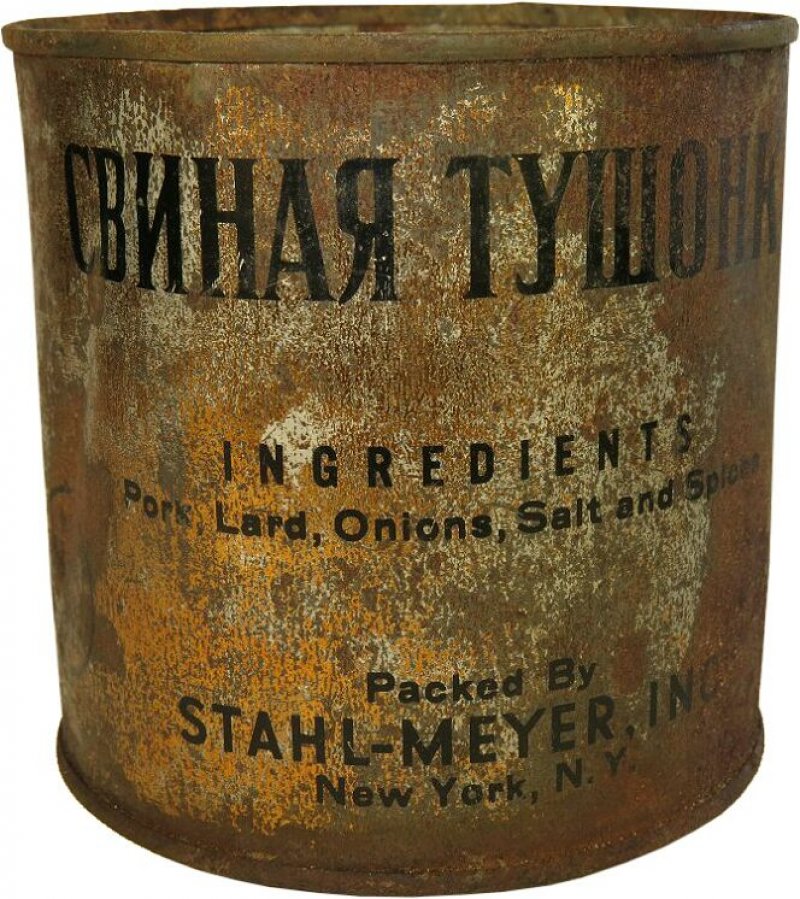 СВИНАЯ ТУШОНК
INGREDIENTS
Pork, Lard, Onions, Salt and Spices
Packed By
STAHL-MEYER, INC
New York, N. Y.